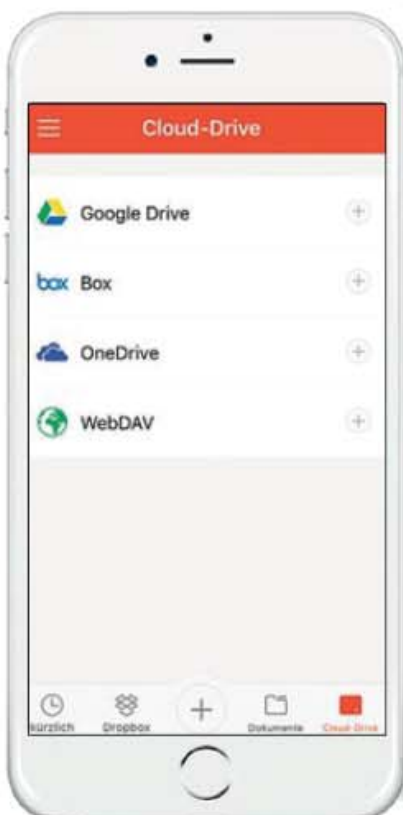 Cloud-Drive
Google Drive
box Box
OneDrive
WebDAV
kürzlich Dropbox Dokumente Cloud-Drive